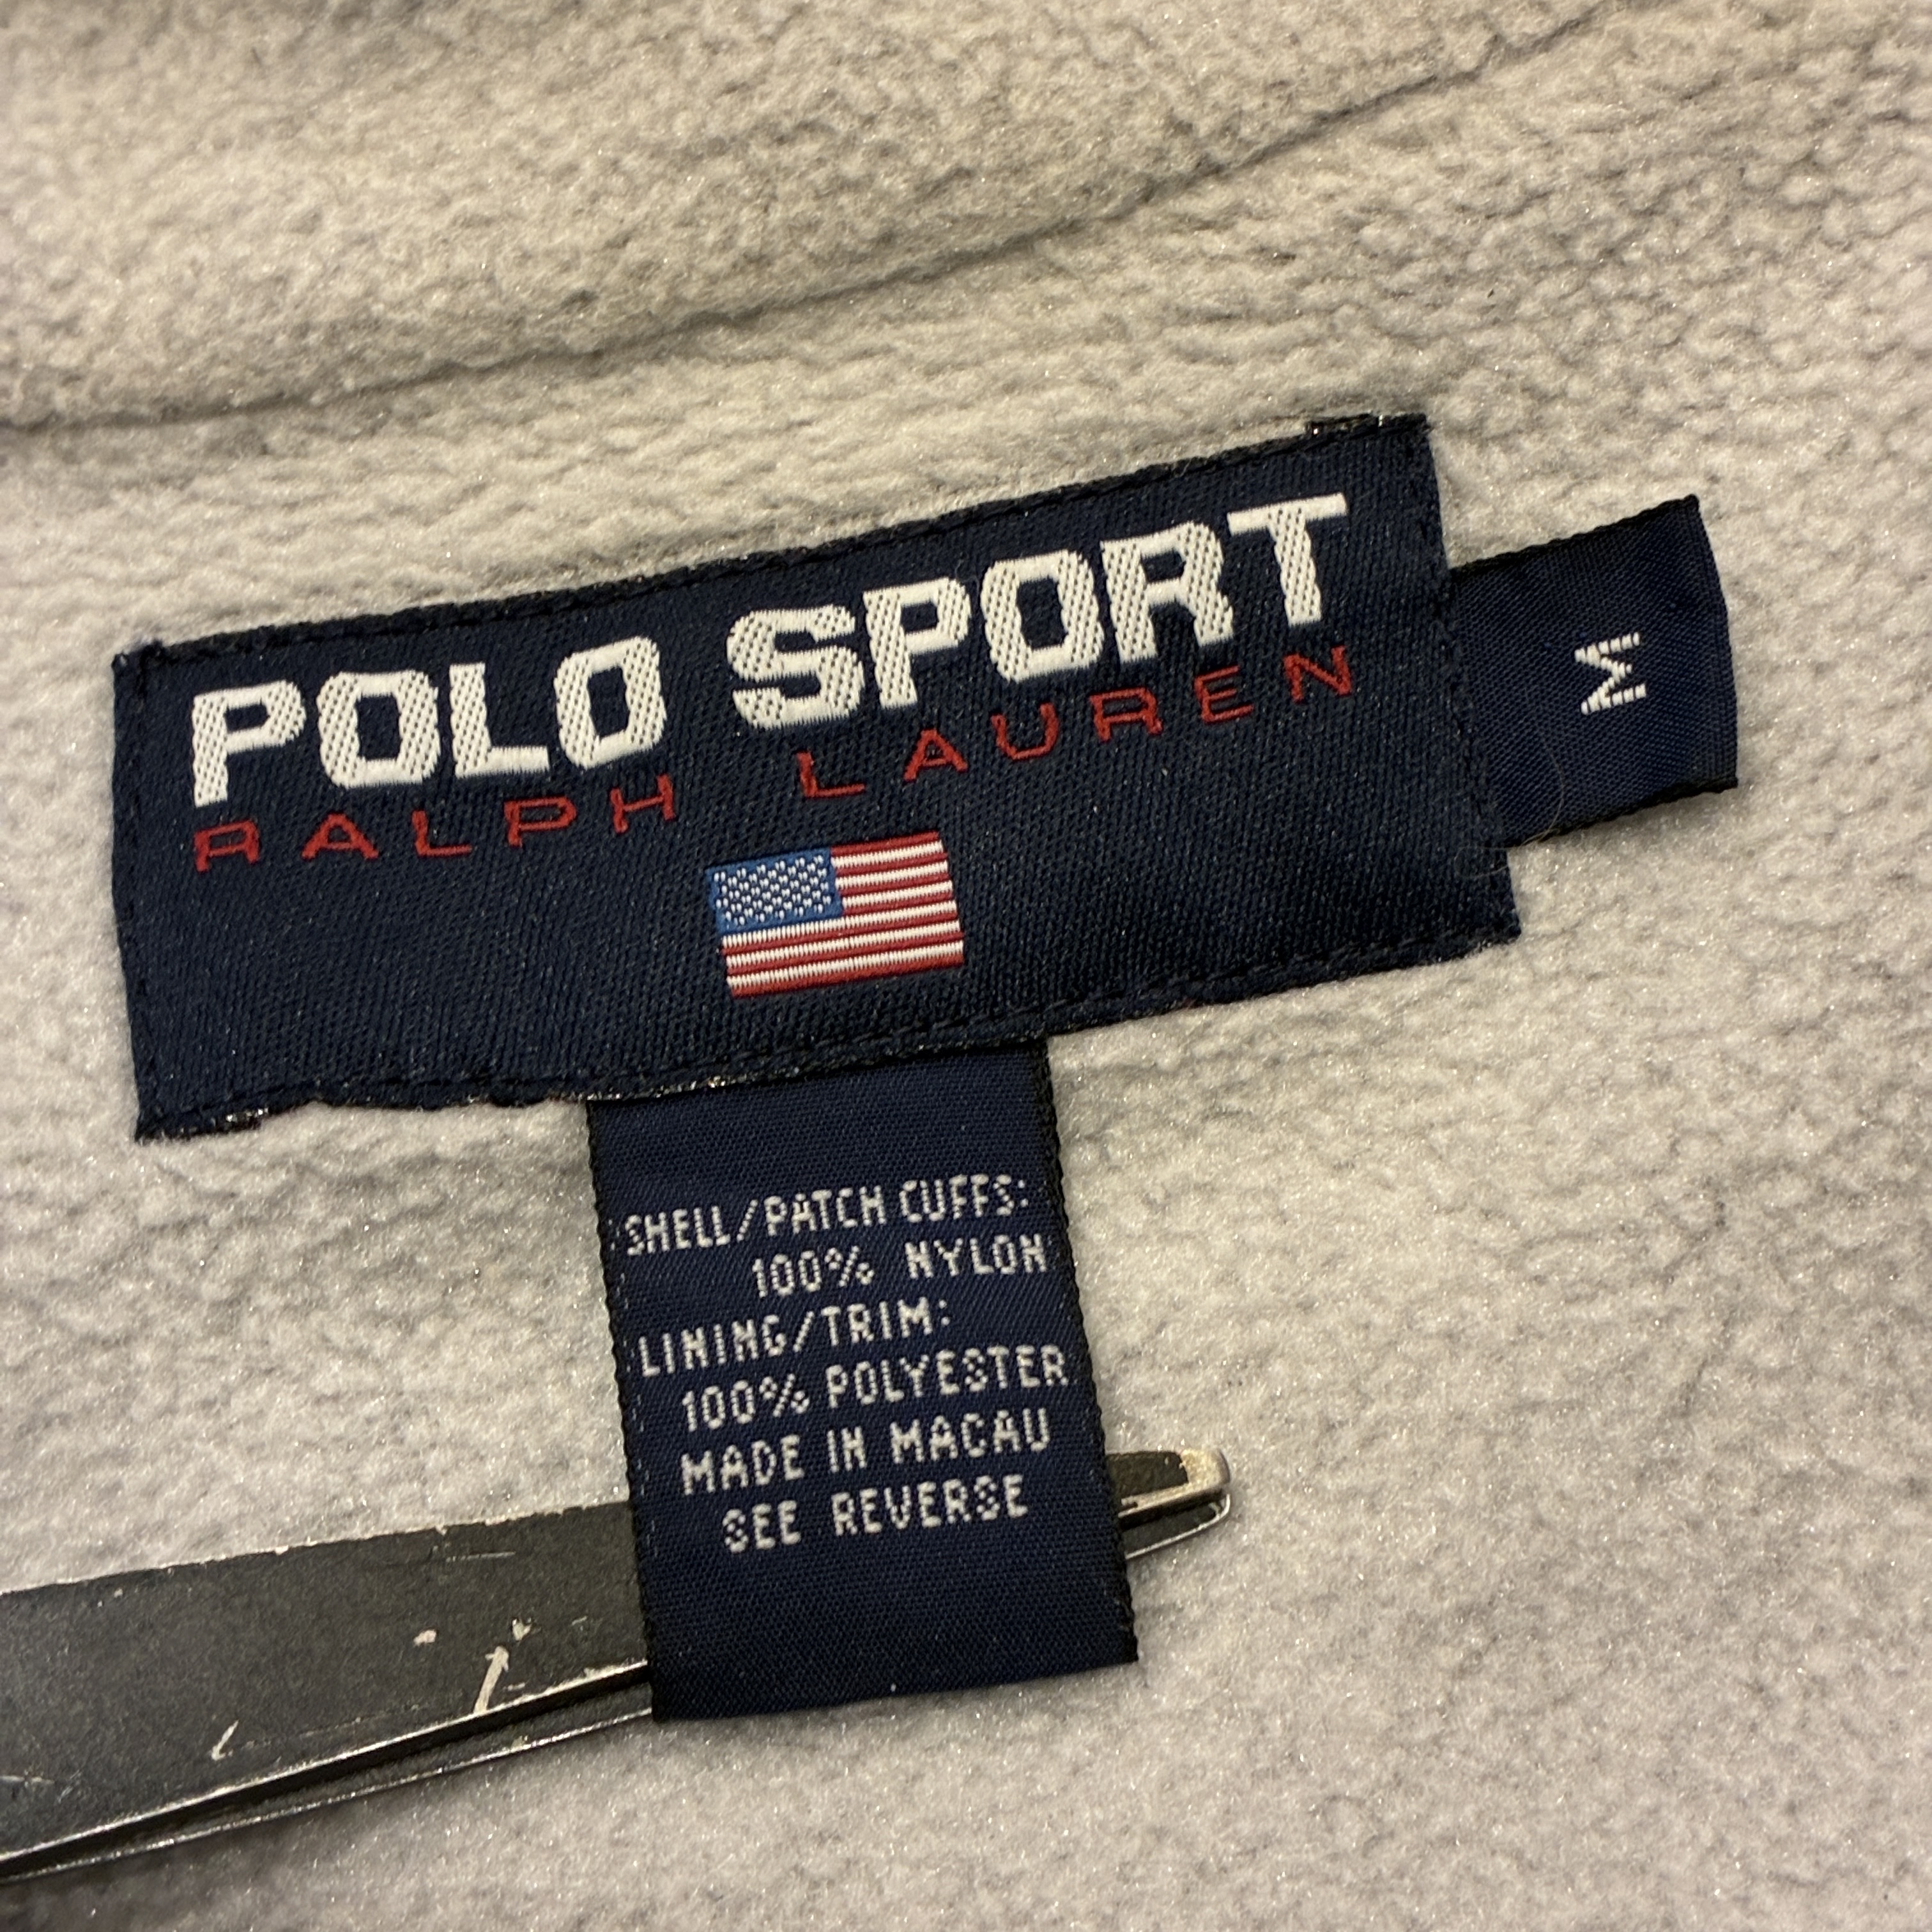 POLO SPORT
RALPH LAUREN
M
SHELL/PATCH CUFFS:
100% NYLON
LINING/TRIM:
100% POLYESTER
MADE IN MACAU
SEE REVERSE